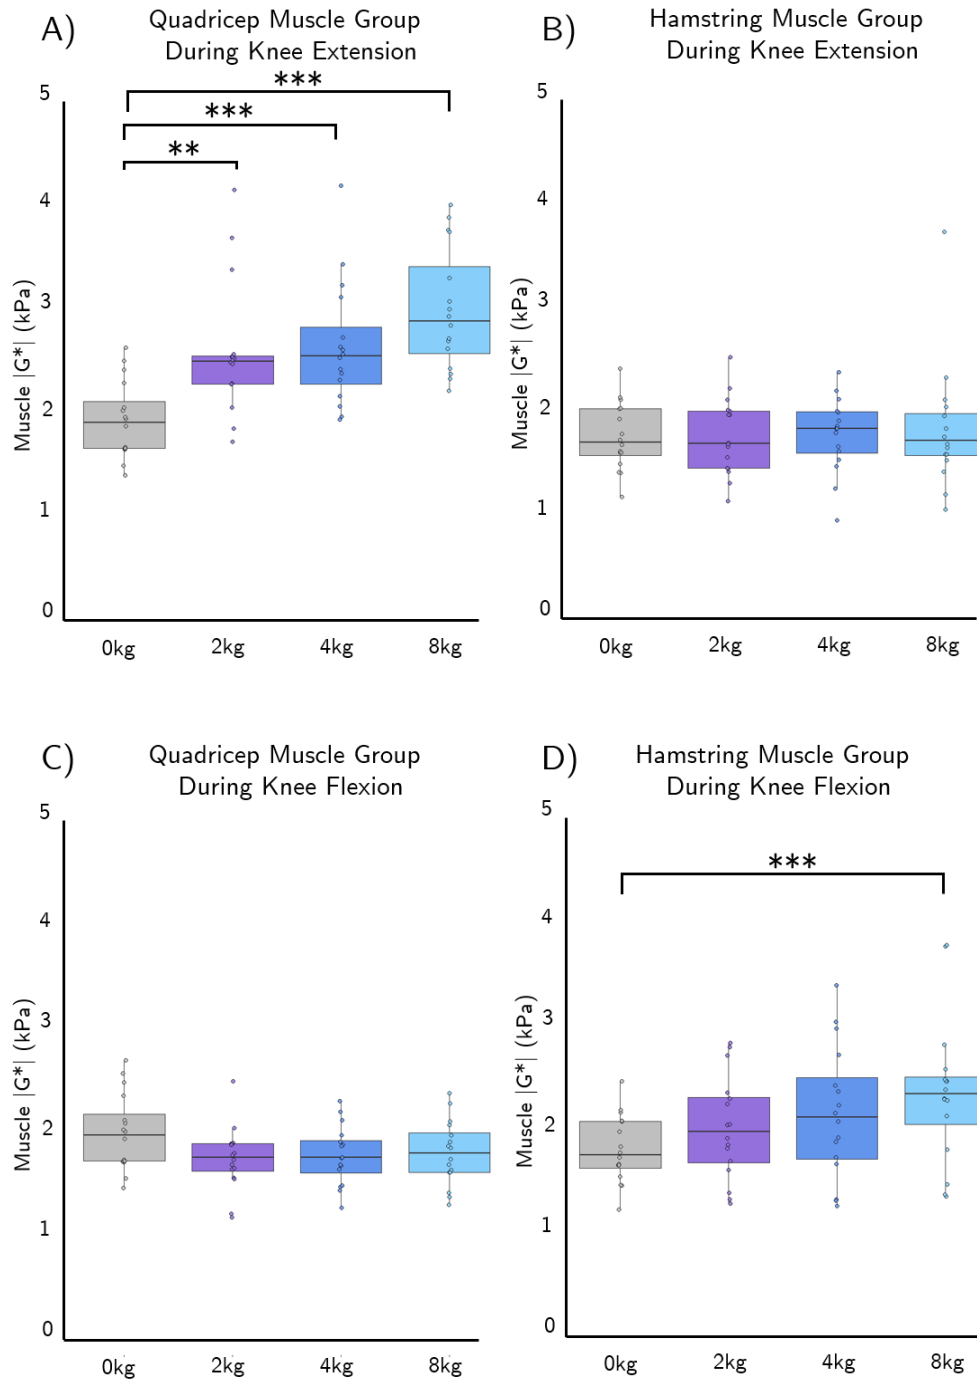 A)
Quadricep Muscle Group
During Knee Extension
***
***
**
5
4
3
2
1
0
Muscle |G*| (kPa)
0kg 2kg 4kg 8kg
B)
Hamstring Muscle Group
During Knee Extension
5
4
3
2
1
0
Muscle |G*| (kPa)
0kg 2kg 4kg 8kg
C)
Quadricep Muscle Group
During Knee Flexion
5
4
3
2
1
0
Muscle |G*| (kPa)
0kg 2kg 4kg 8kg
D)
Hamstring Muscle Group
During Knee Flexion
***
5
4
3
2
1
0
Muscle |G*| (kPa)
0kg 2kg 4kg 8kg